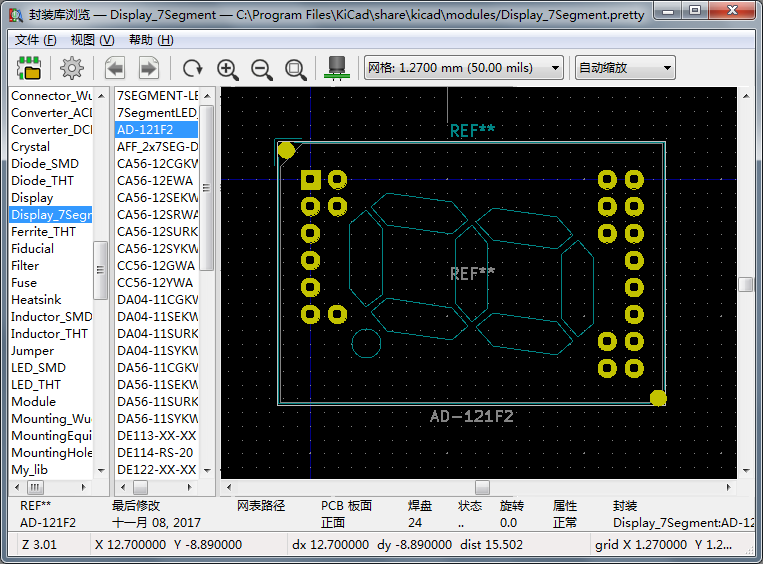 封装库浏览 — Display_7Segment — C:\Program Files\KiCad\share\kicad\modules/Display_7Segment.pretty
文件 (F) 视图 (V) 帮助 (H)
网格: 1.2700 mm (50.00 mils) 自动缩放
Connector_Wu
Converter_ACD
Converter_DCD
Crystal
Diode_SMD
Diode_THT
Display
Display_7Segr
Ferrite_THT
Fiducial
Filter
Fuse
Heatsink
Inductor_SMD
Inductor_THT
Jumper
LED_SMD
LED_THT
Module
Mounting_Wu
MountingEqui
MountingHole
My_lib
7SEGMENT-LE
7SegmentLED_
AD-121F2
AFF_2x7SEG-D
CA56-12CGKW
CA56-12EWA
CA56-12SEKW
CA56-12SRWA
CA56-12SURK
CA56-12SYKW
CC56-12GWA
CC56-12YWA
DA04-11CGKW
DA04-11SEKW
DA04-11SURK
DA04-11SYKW
DA56-11CGKW
DA56-11SEKW
DA56-11SURK
DA56-11SYKW
DE113-XX-XX
DE114-RS-20
DE122-XX-XX
REF**
REF**
AD-121F2
REF** 最后修改 网表路径 PCB 板面 焊盘 状态 旋转 属性 封装
AD-121F2 十一月 08, 2017 正面 24 .. 0.0 正常 Display_7Segment:AD-12
Z 3.01 X 12.700000 Y -8.890000 dx 12.700000 dy -8.890000 dist 15.502 grid X 1.270000 Y 1.2...